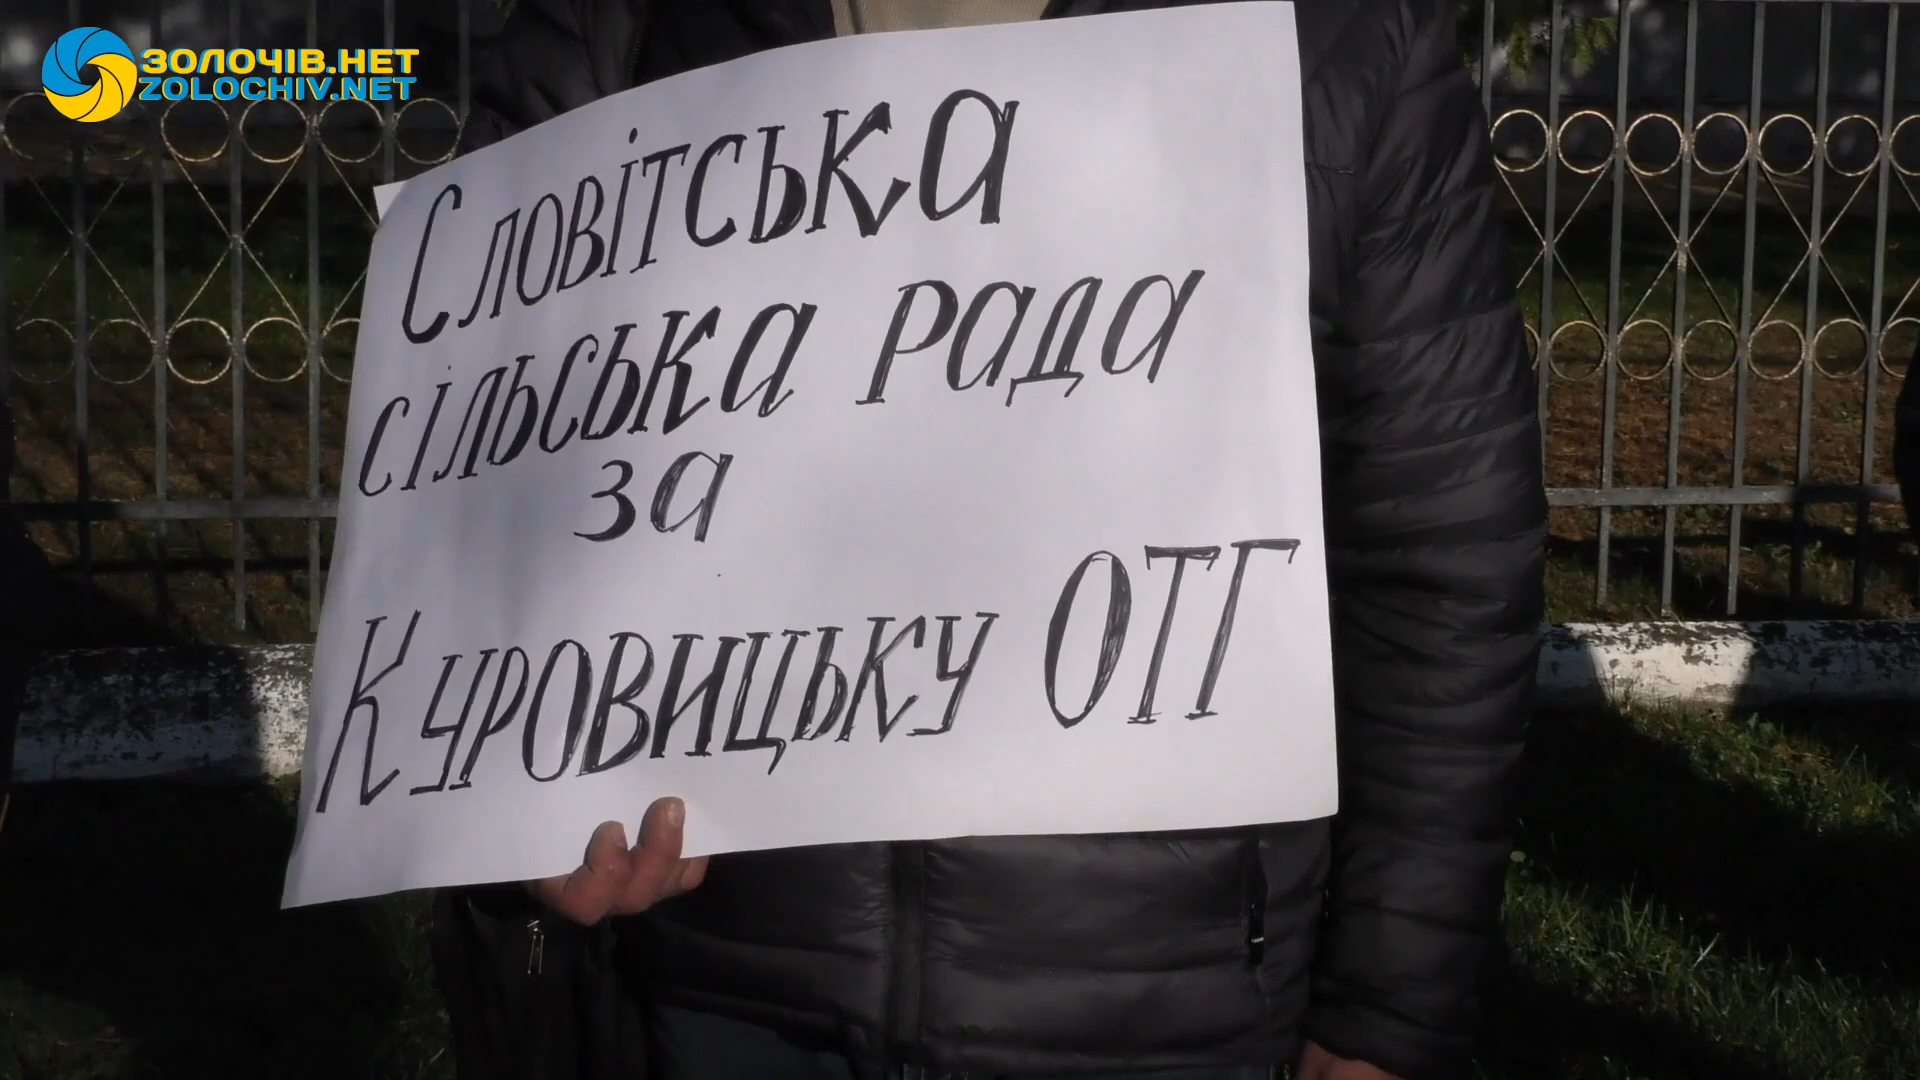 ЗОЛОЧІВ.НЕТ
ZOLOCHIV.NET
Словітська
сільська рада
за
Куровицьку ОТГ